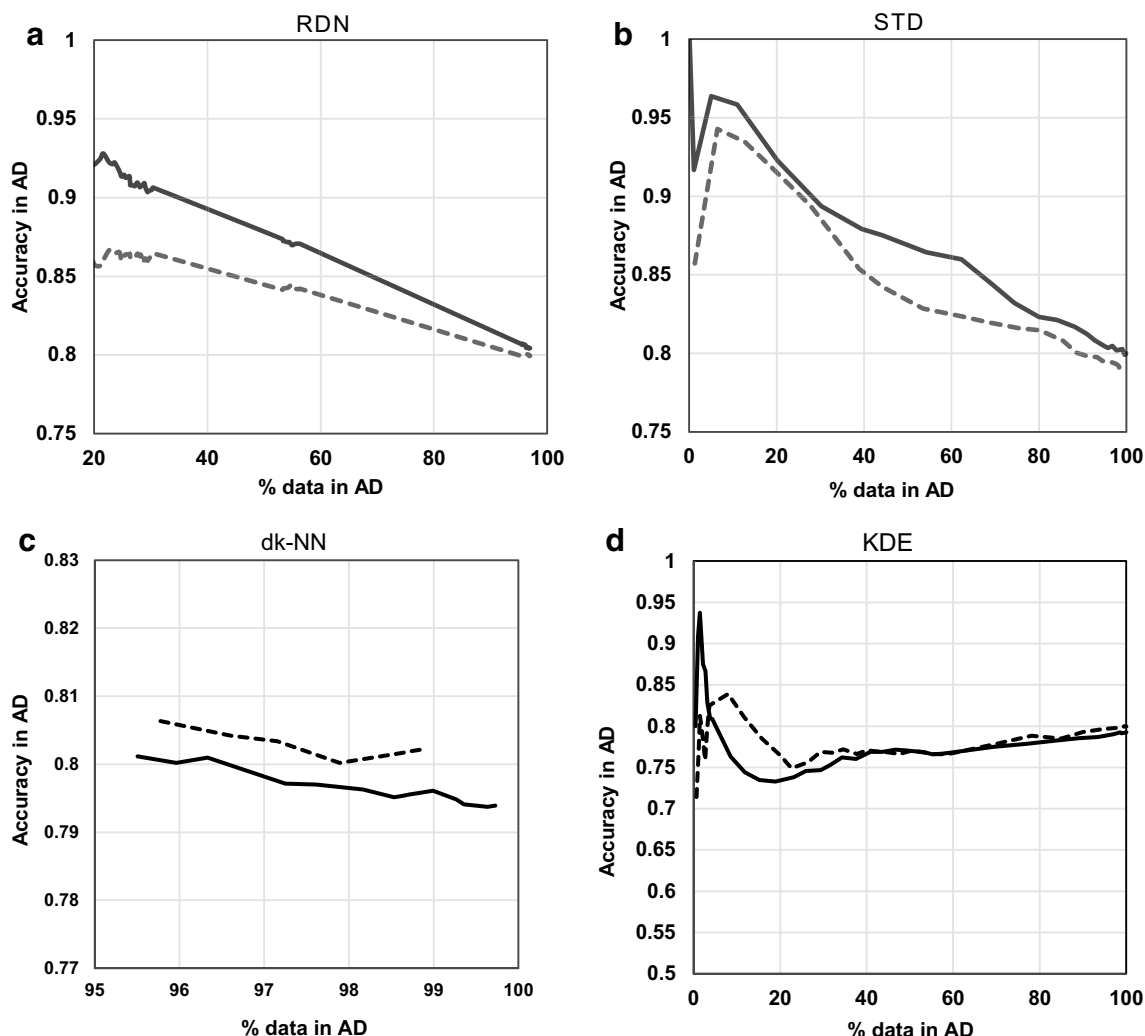 a
RDN
1
0.95
0.9
0.85
0.8
0.75
Accuracy in AD
20 40 60 80 100
% data in AD
b
STD
1
0.95
0.9
0.85
0.8
0.75
Accuracy in AD
0 20 40 60 80 100
% data in AD
c
dk-NN
0.83
0.82
0.81
0.8
0.79
0.78
0.77
Accuracy in AD
95 96 97 98 99 100
% data in AD
d
KDE
1
0.95
0.9
0.85
0.8
0.75
0.7
0.65
0.6
0.55
0.5
Accuracy in AD
0 20 40 60 80 100
% data in AD